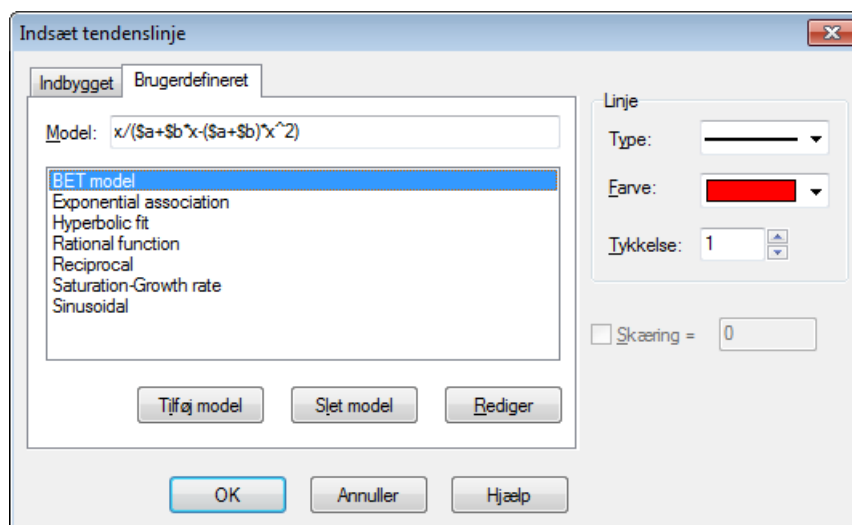 Indsæt tendenslinje
Indbygget
Brugerdefineret
Model: x/($a+$b*x-($a+$b)*x^2)
BET model
Exponential association
Hyperbolic fit
Rational function
Reciprocal
Saturation-Growth rate
Sinusoidal
Tilføj model
Slet model
Rediger
Linje
Type:
Farve:
Tykkelse: 1
Skæring = 0
OK
Annuller
Hjælp